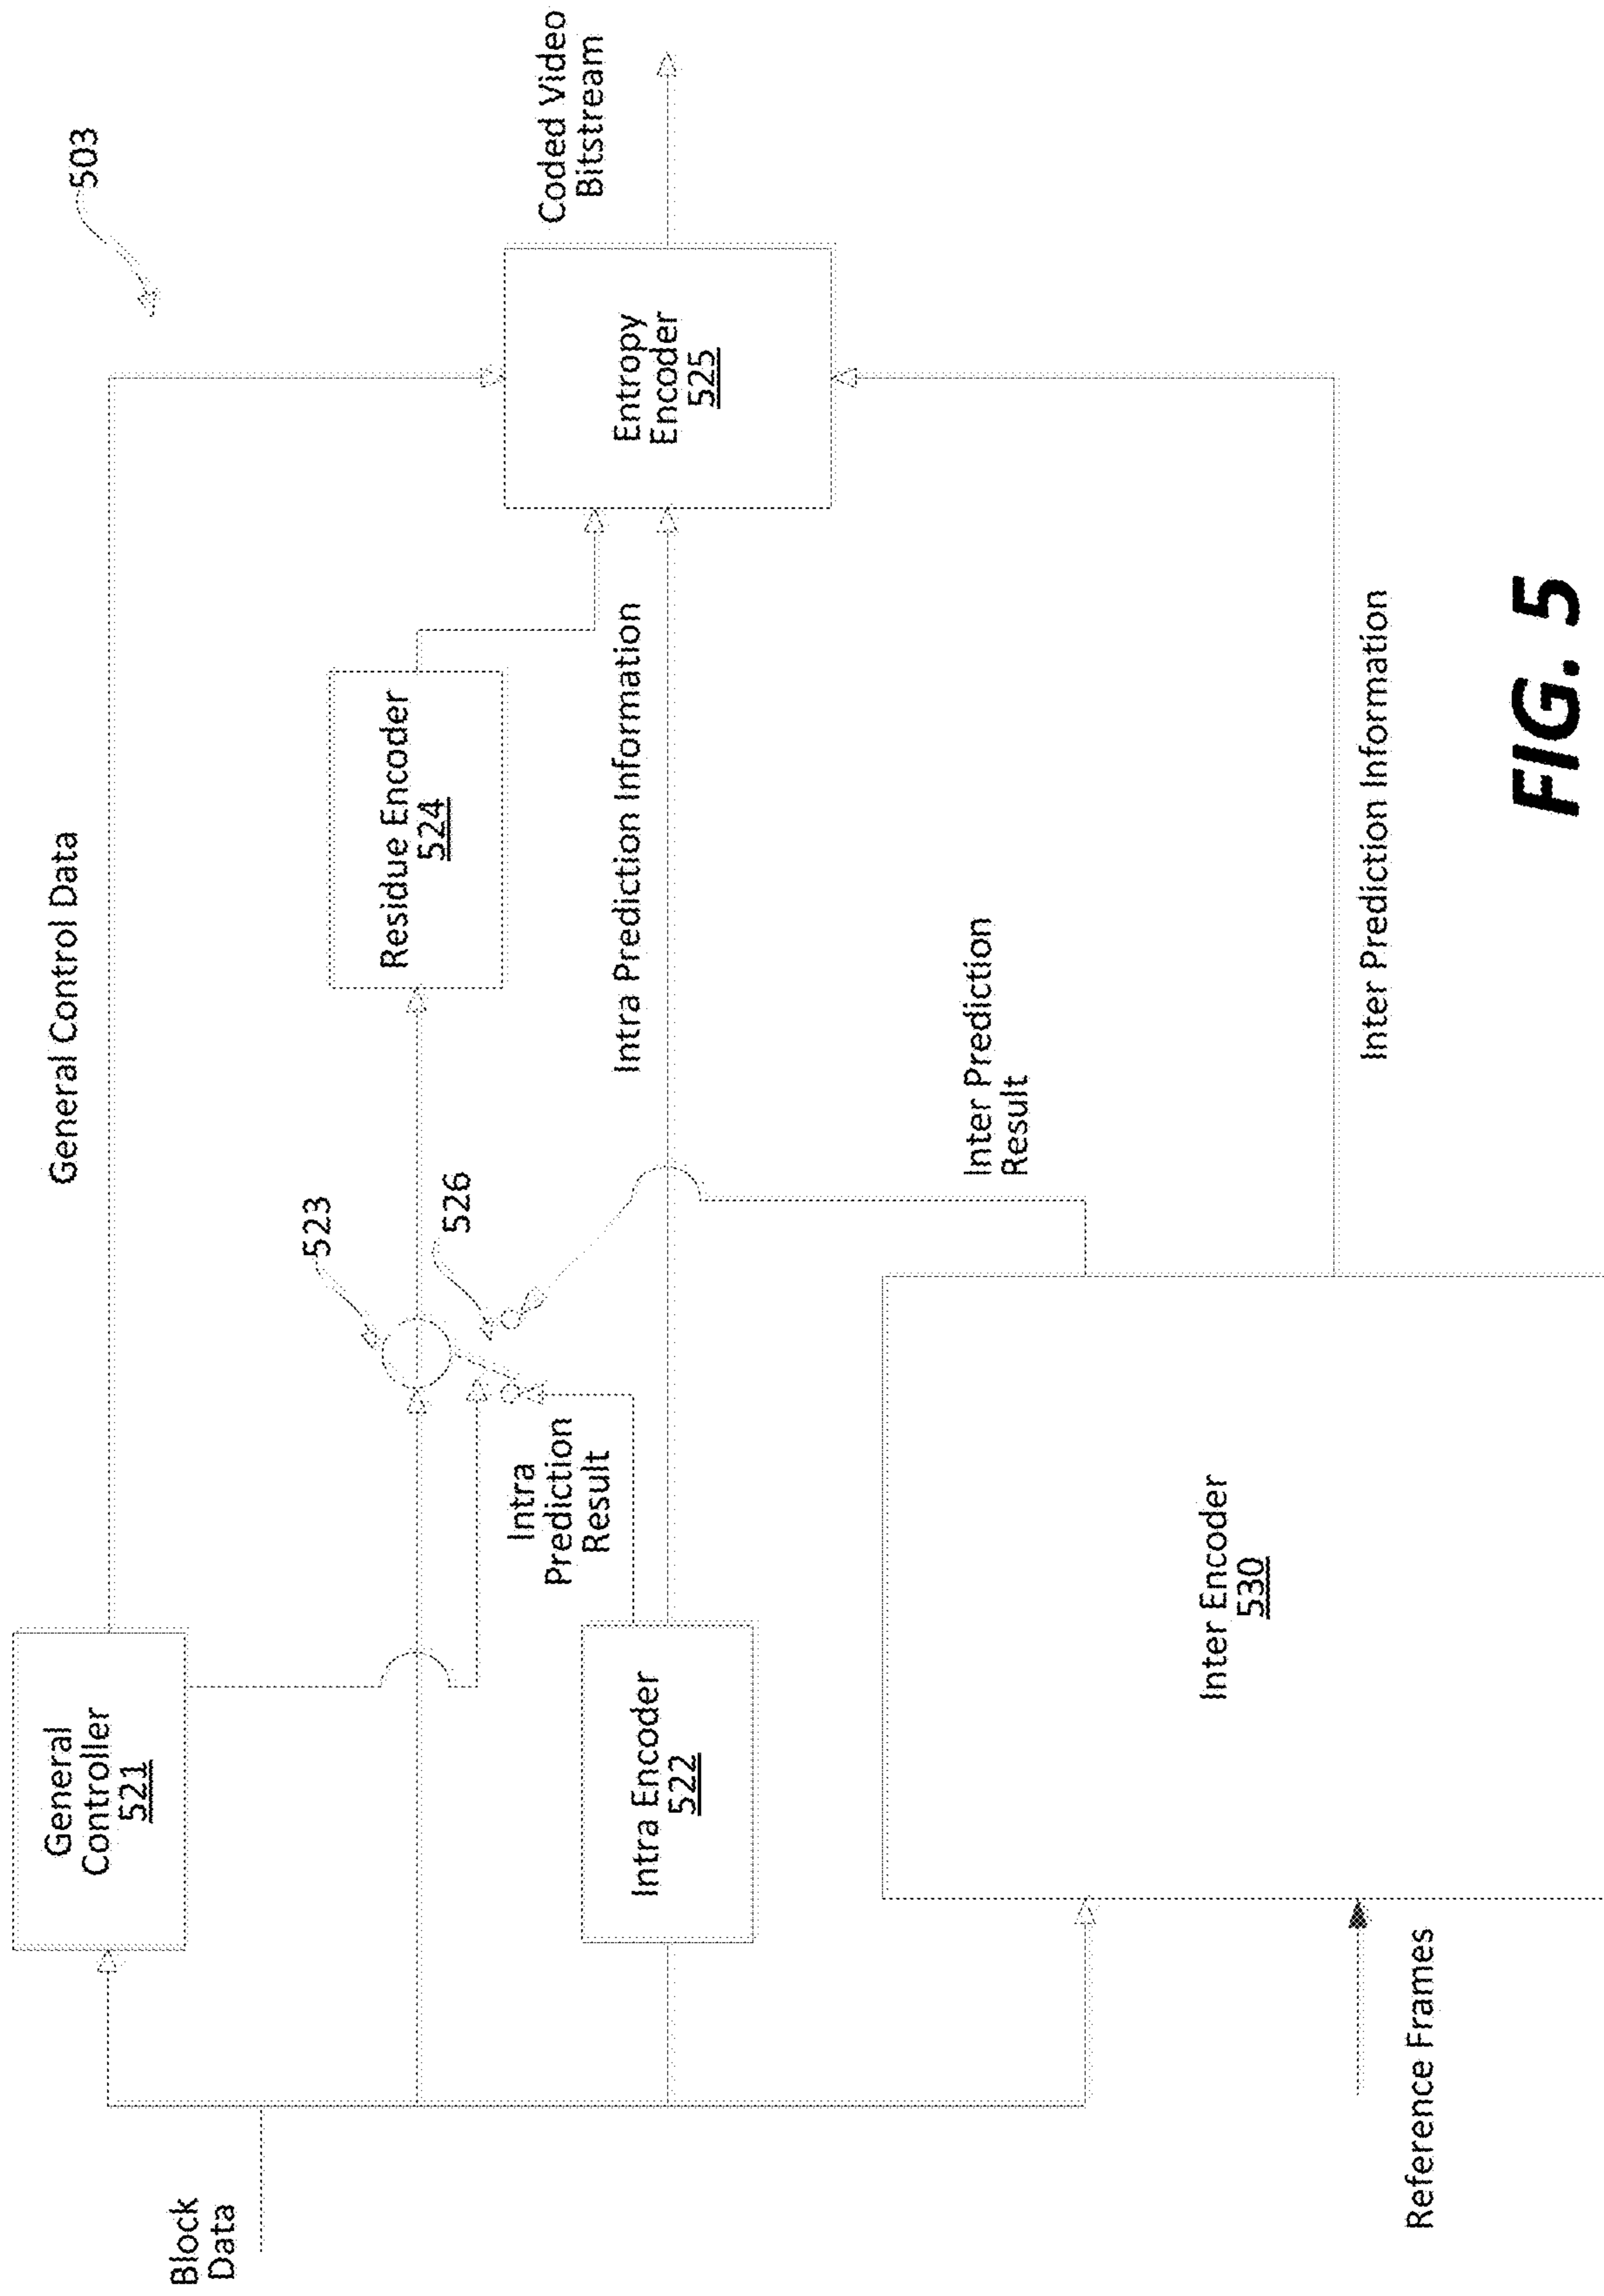 503
General Control Data
General
Controller
521
Block
Data
523
526
Residue Encoder
524
Coded Video
Bitstream
Entropy
Encoder
525
Intra
Prediction
Result
Intra Prediction Information
Intra Encoder
522
Inter Prediction
Result
Inter Encoder
530
Inter Prediction Information
Reference Frames
FIG. 5